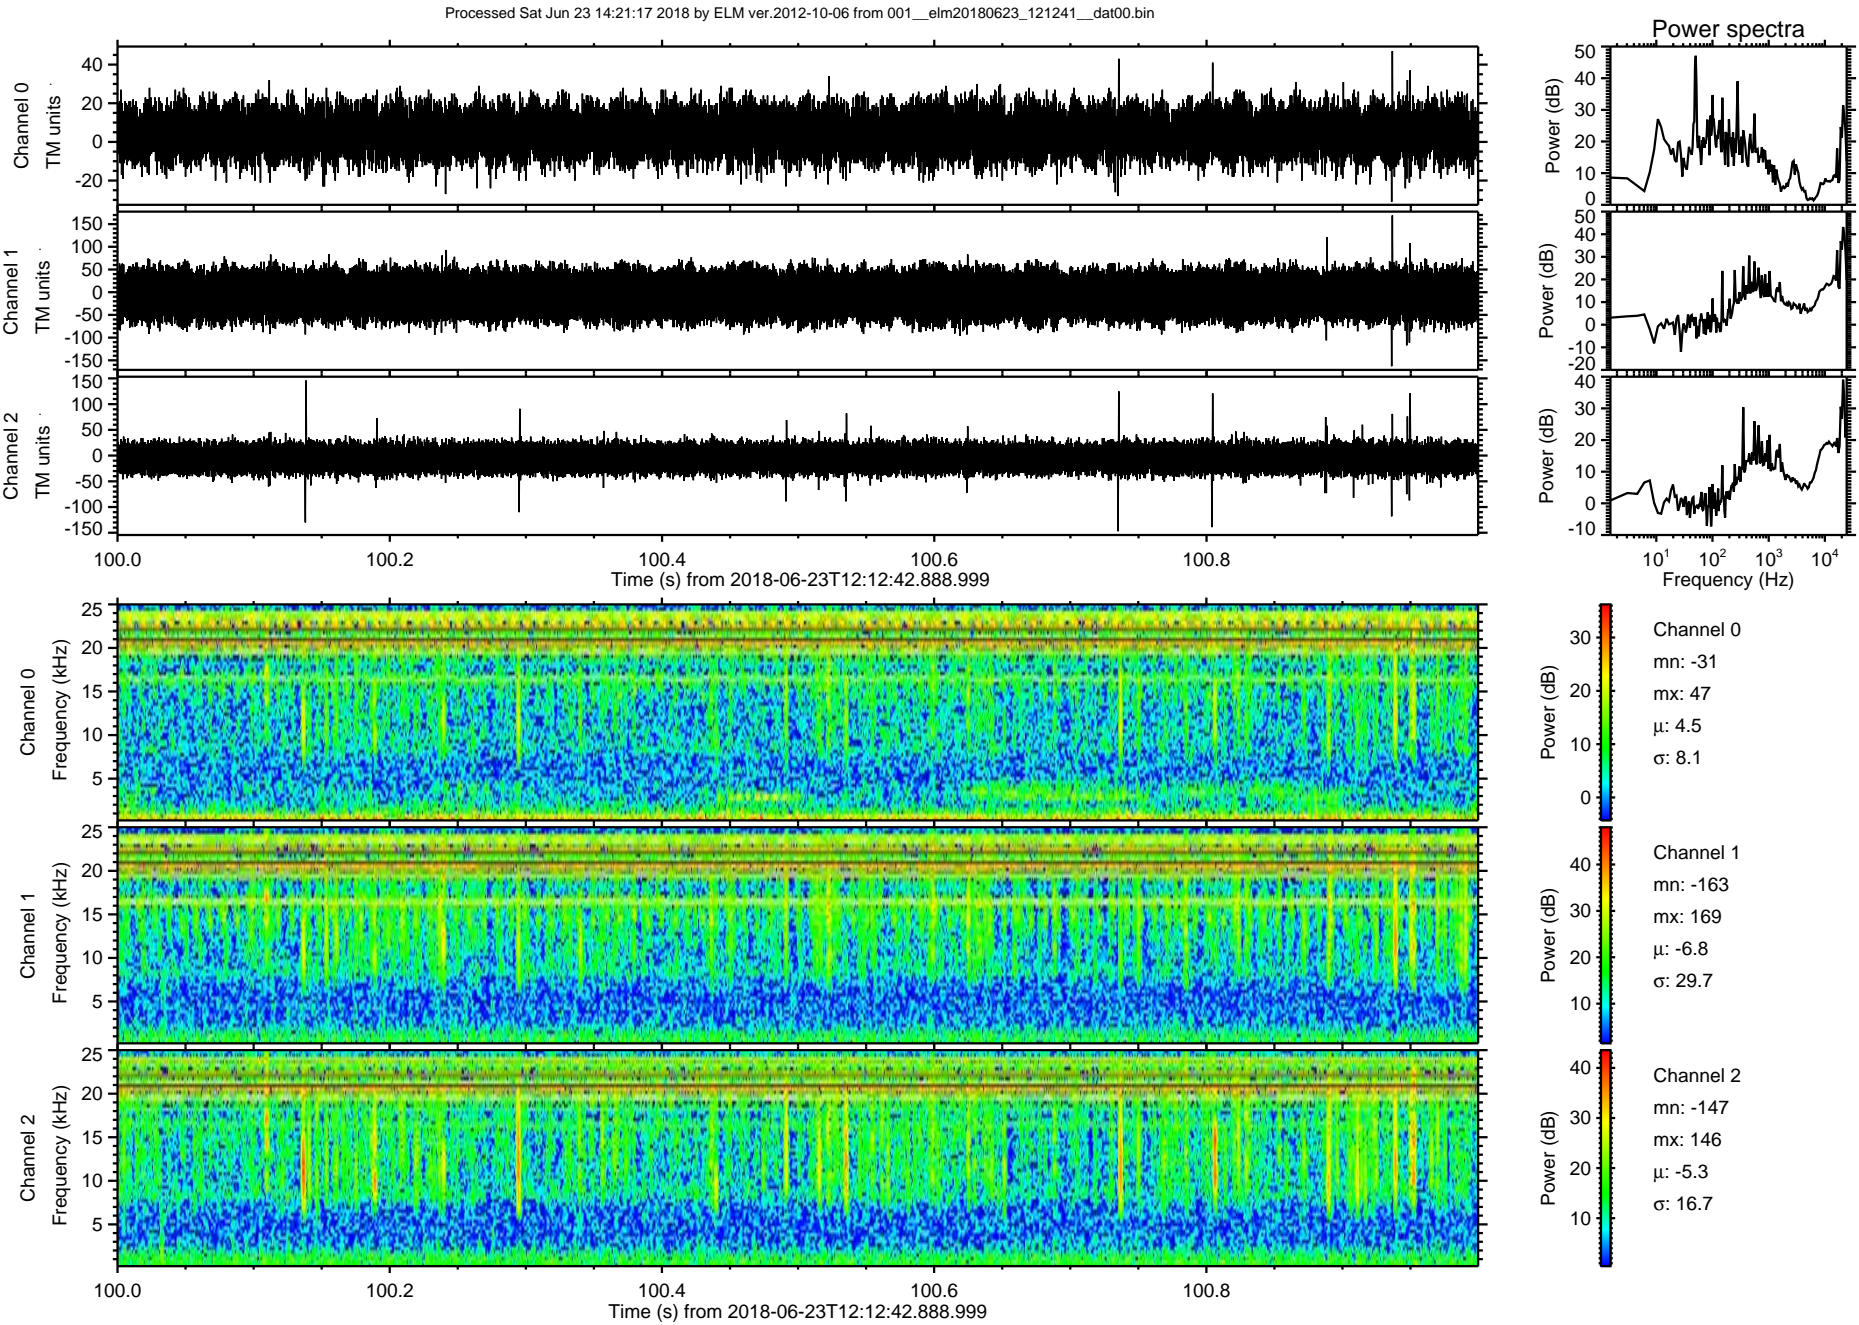 Processed Sat Jun 23 14:21:17 2018 by ELM ver.2012-10-06 from 001__elm20180623_121241__dat00.bin
Power spectra
Channel 0
TM units
40
20
0
-20
Power (dB)
50
40
30
20
10
0
Channel 1
TM units
150
100
50
0
-50
-100
-150
Power (dB)
50
40
30
20
10
0
-10
-20
Channel 2
TM units
150
100
50
0
-50
-100
-150
Power (dB)
40
30
20
10
0
-10
100.0 100.2 100.4 100.6 100.8
Time (s) from 2018-06-23T12:12:42.888.999
10¹ 10² 10³ 10⁴
Frequency (Hz)
Channel 0
Frequency (kHz)
25
20
15
10
5
Power (dB)
30
20
10
0
Channel 0
mn: -31
mx: 47
μ: 4.5
σ: 8.1
Channel 1
Frequency (kHz)
25
20
15
10
5
Power (dB)
40
30
20
10
Channel 1
mn: -163
mx: 169
μ: -6.8
σ: 29.7
Channel 2
Frequency (kHz)
25
20
15
10
5
Power (dB)
40
30
20
10
Channel 2
mn: -147
mx: 146
μ: -5.3
σ: 16.7
100.0 100.2 100.4 100.6 100.8
Time (s) from 2018-06-23T12:12:42.888.999